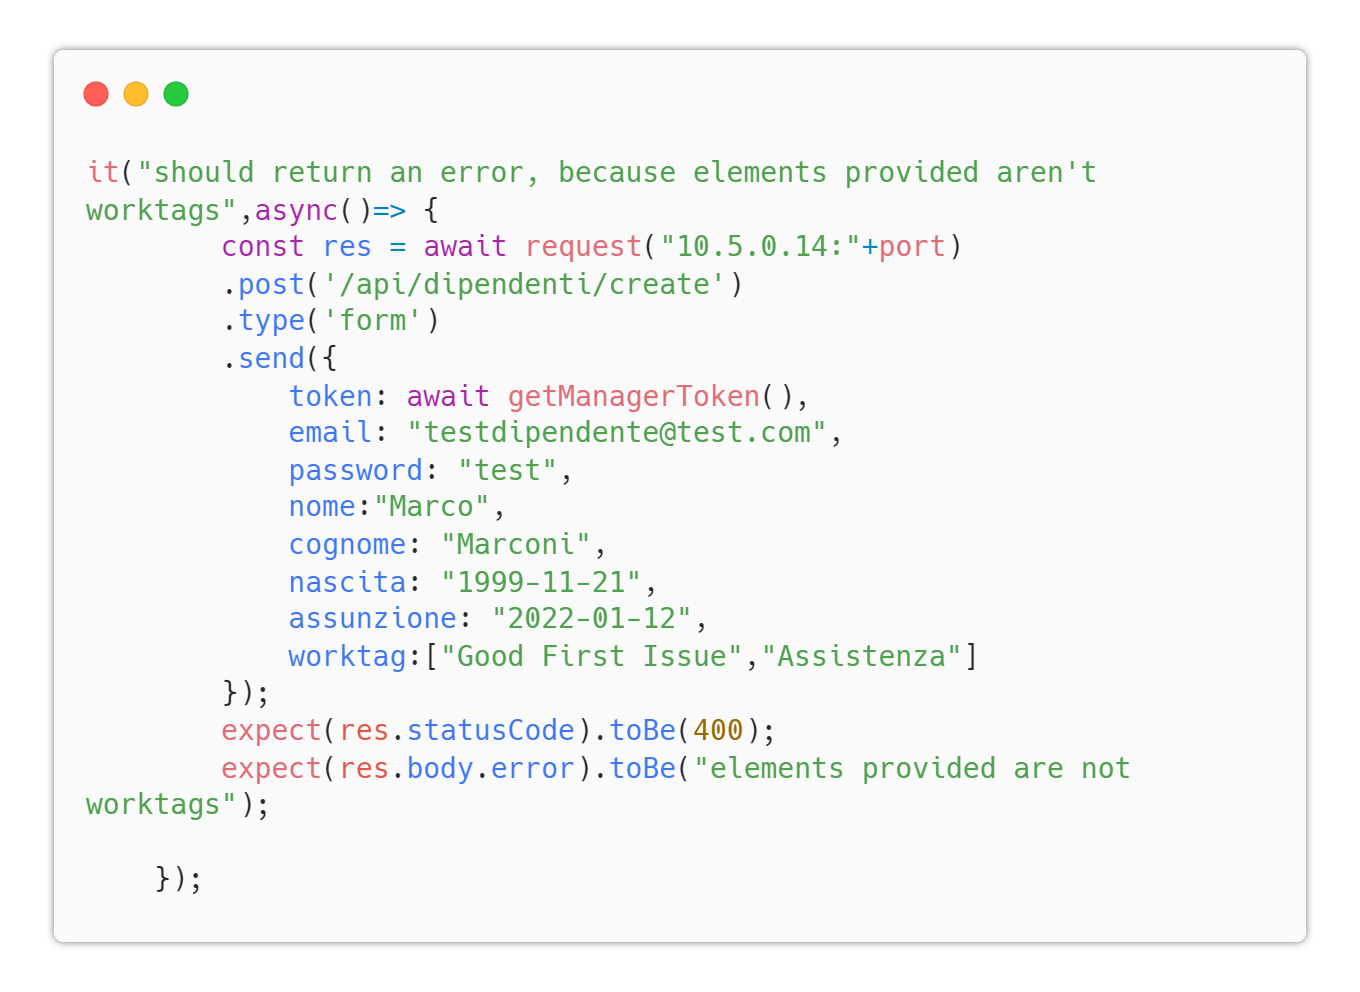 it("should return an error, because elements provided aren't
worktags",async()=> {
        const res = await request("10.5.0.14:"+port)
        .post('/api/dipendenti/create')
        .type('form')
        .send({
            token: await getManagerToken(),
            email: "testdipendente@test.com",
            password: "test",
            nome:"Marco",
            cognome: "Marconi",
            nascita: "1999-11-21",
            assunzione: "2022-01-12",
            worktag:["Good First Issue","Assistenza"]
        });
        expect(res.statusCode).toBe(400);
        expect(res.body.error).toBe("elements provided are not
worktags");

    });